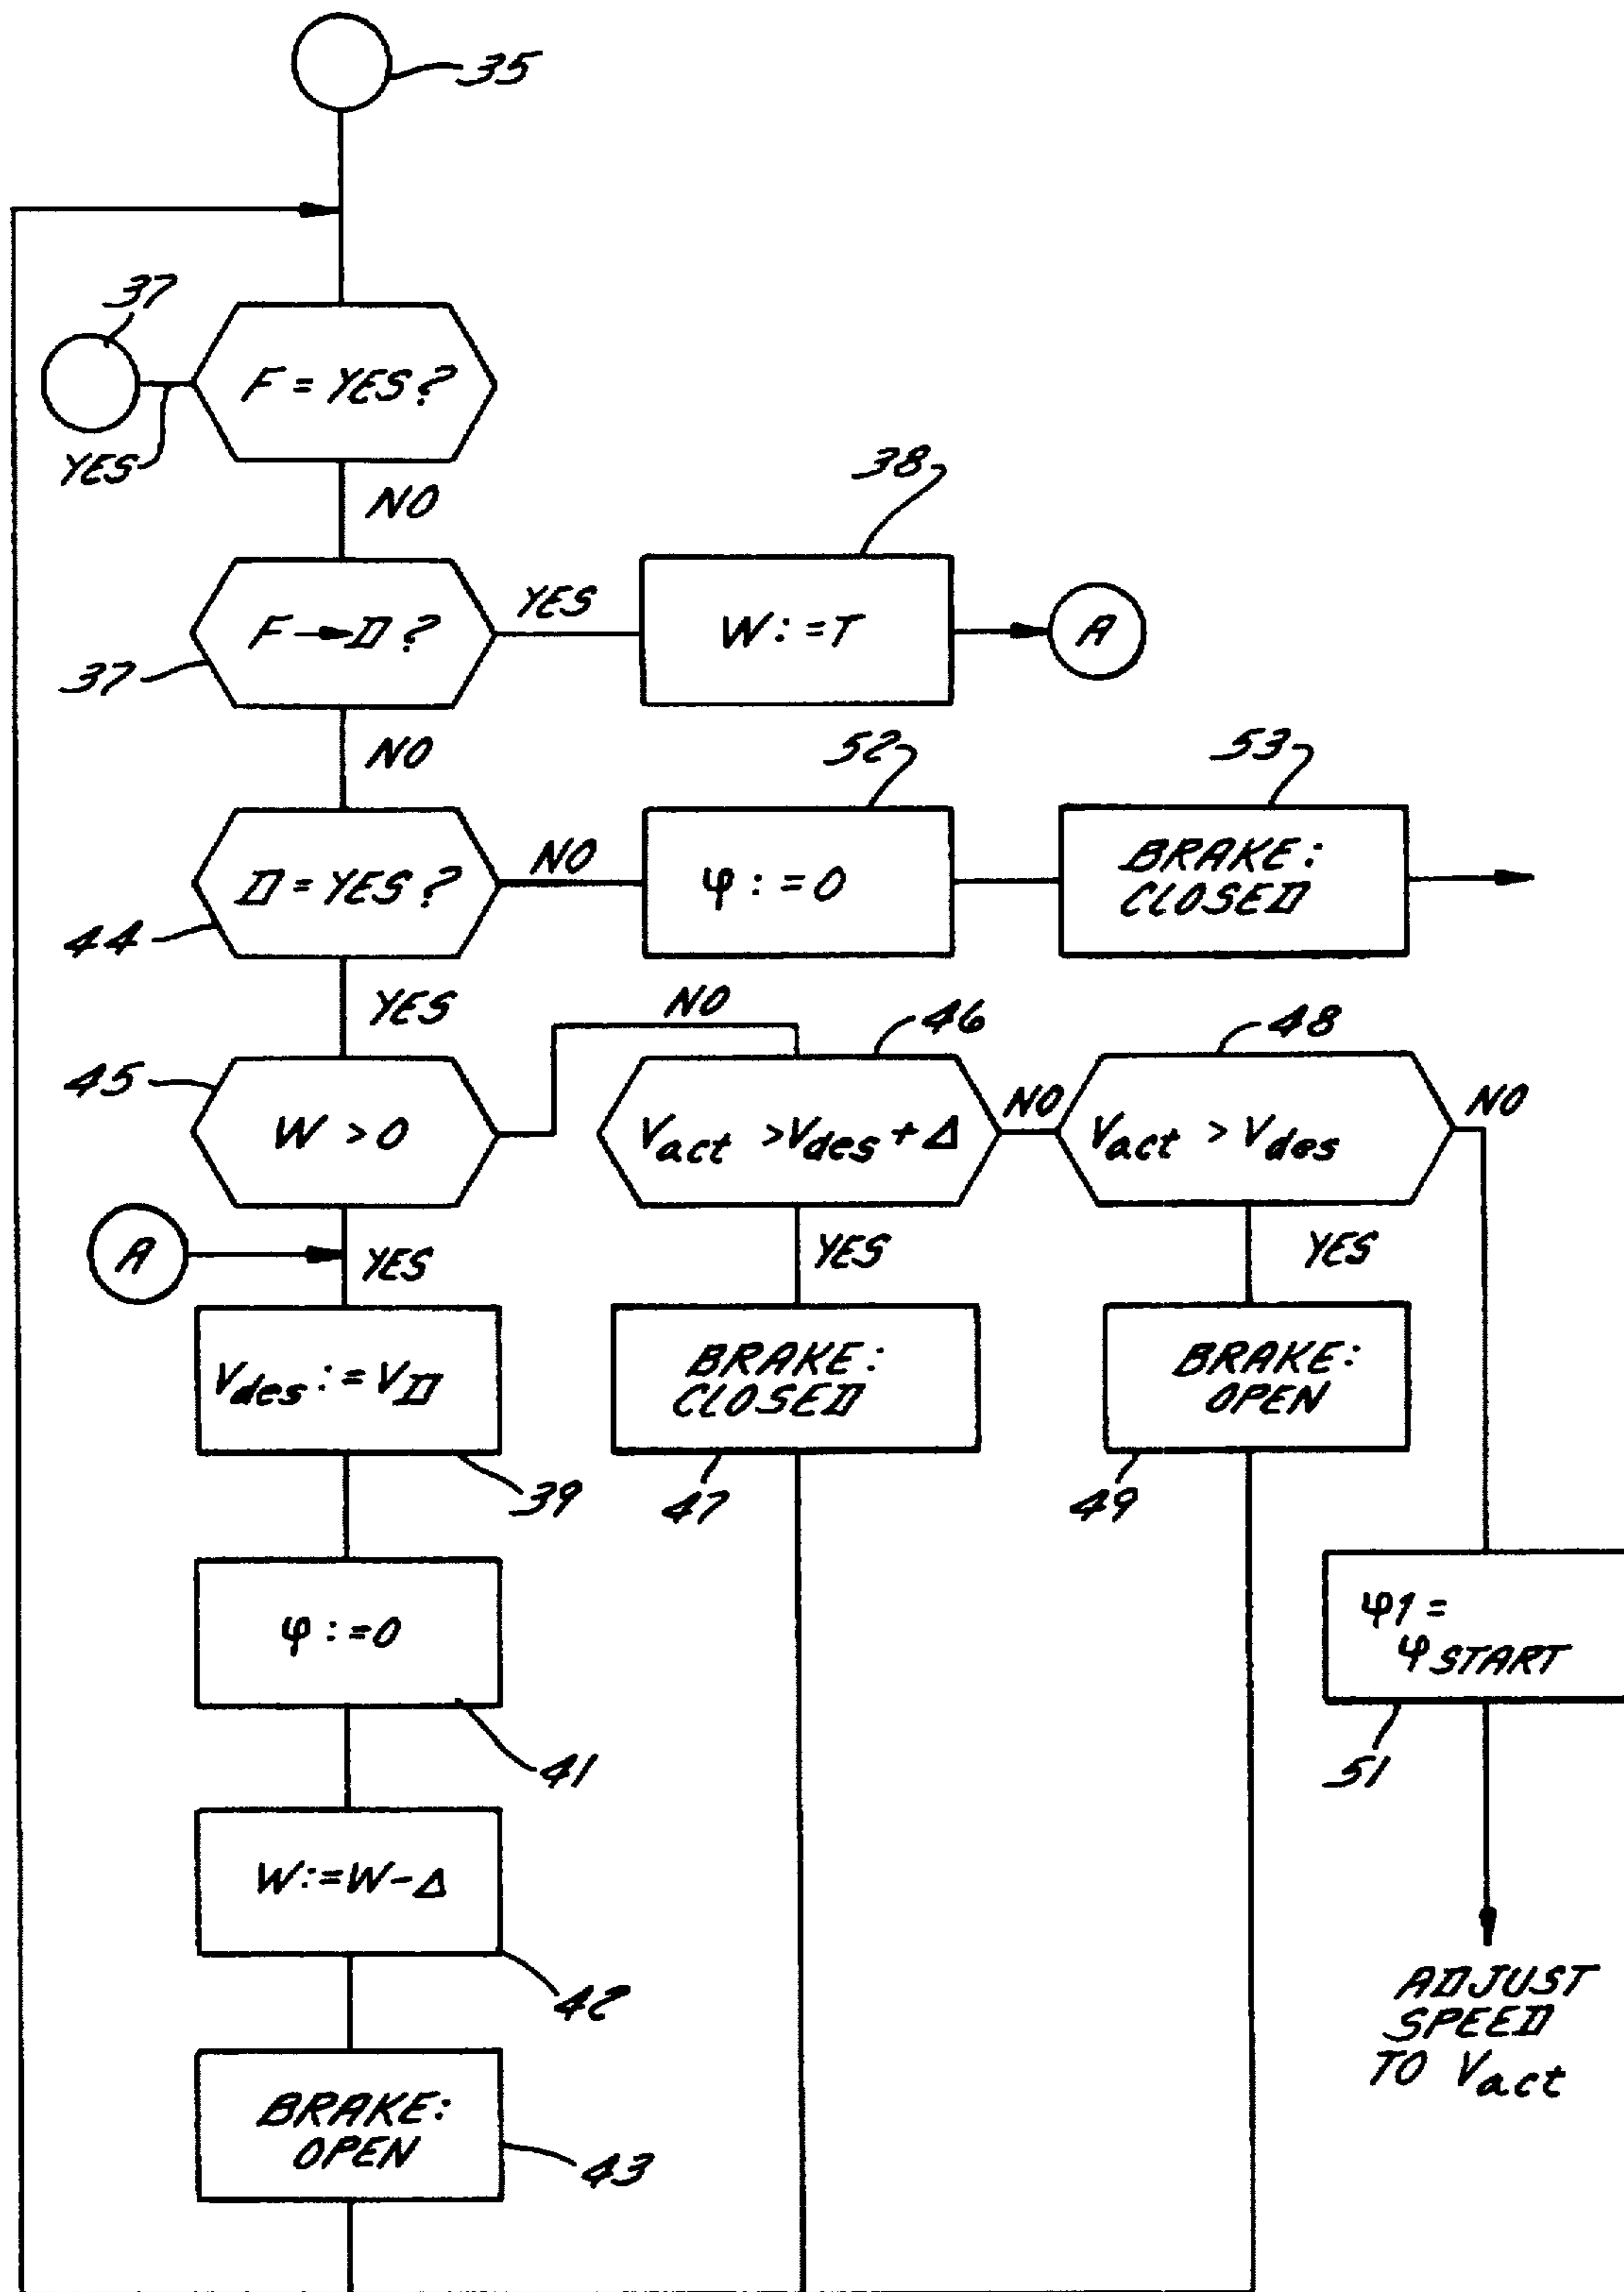 35
37
F = YES ?
YES
NO
38
F → D ?
YES
W : = T
A
37
NO
52
53
D = YES ?
NO
φ : = 0
BRAKE :
CLOSED
44
YES
NO
46
48
45
W > 0
Vact > Vdes + Δ
NO
Vact > Vdes
NO
A
YES
YES
YES
Vdes : = VD
BRAKE :
CLOSED
BRAKE :
OPEN
39
47
49
φ : = 0
φ1 =
φ START
41
51
W : = W - Δ
42
ADJUST
SPEED
TO Vact
BRAKE :
OPEN
43